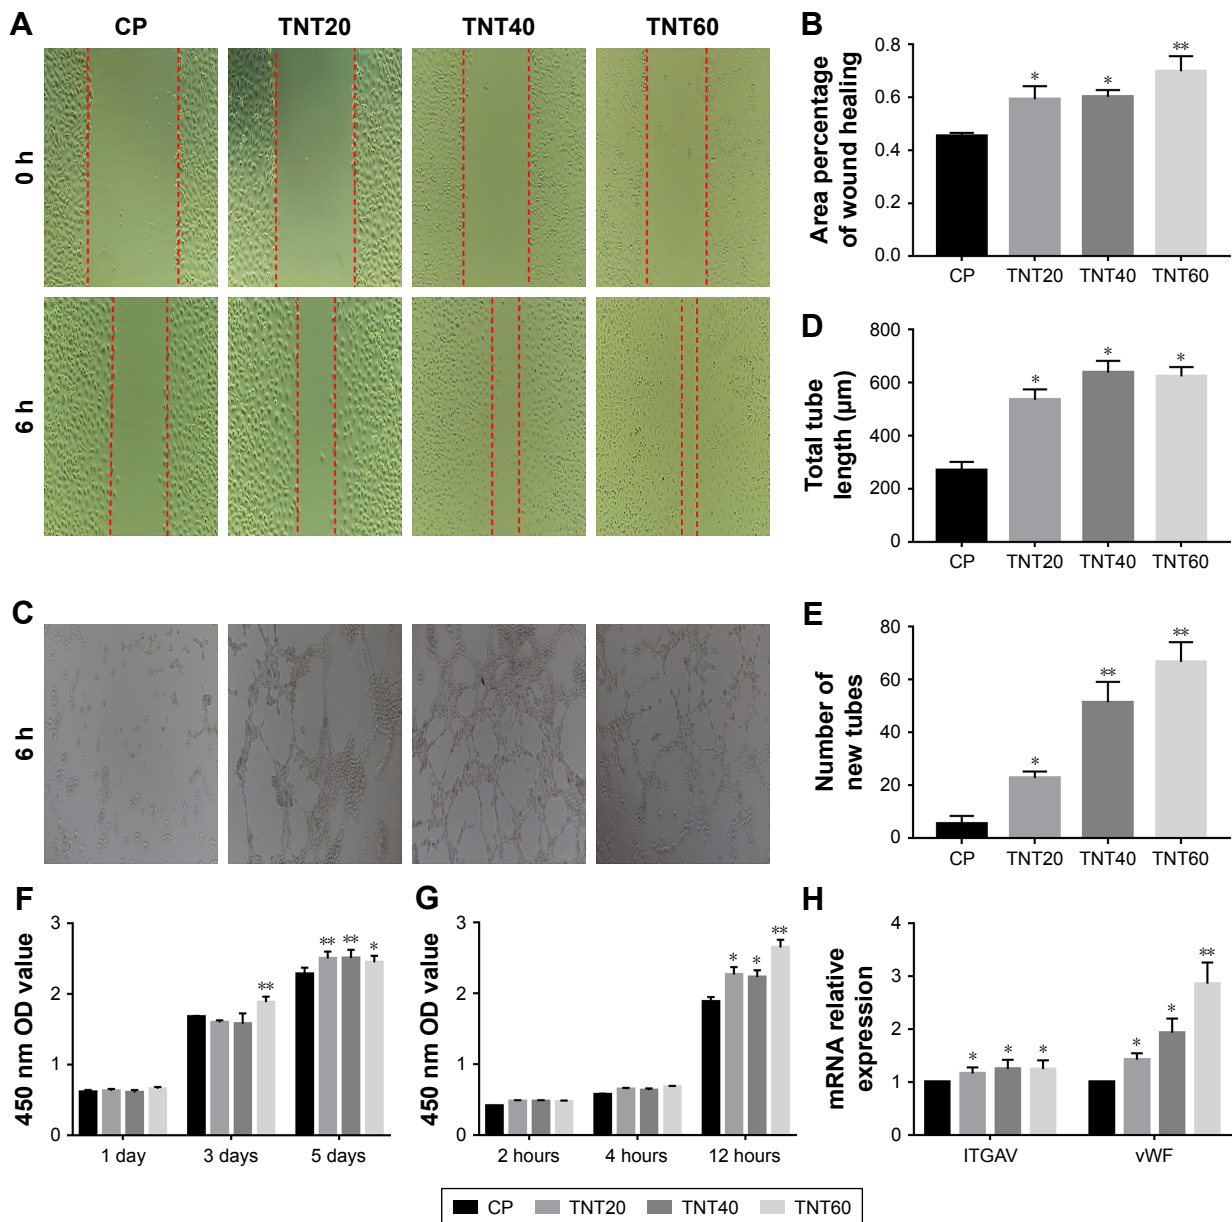 A
CP
TNT20
TNT40
TNT60
0 h
6 h
B
Area percentage
of wound healing
0.8
0.6
0.4
0.2
0.0
*
*
**
CP
TNT20
TNT40
TNT60
D
Total tube
length (µm)
800
600
400
200
0
*
*
*
CP
TNT20
TNT40
TNT60
C
6 h
E
Number of
new tubes
80
60
40
20
0
*
**
**
CP
TNT20
TNT40
TNT60
F
450 nm OD value
3
2
1
0
**
**
**
*
1 day
3 days
5 days
G
450 nm OD value
3
2
1
0
*
*
**
2 hours
4 hours
12 hours
H
mRNA relative
expression
4
3
2
1
0
*
*
*
*
*
**
ITGAV
vWF
CP
TNT20
TNT40
TNT60